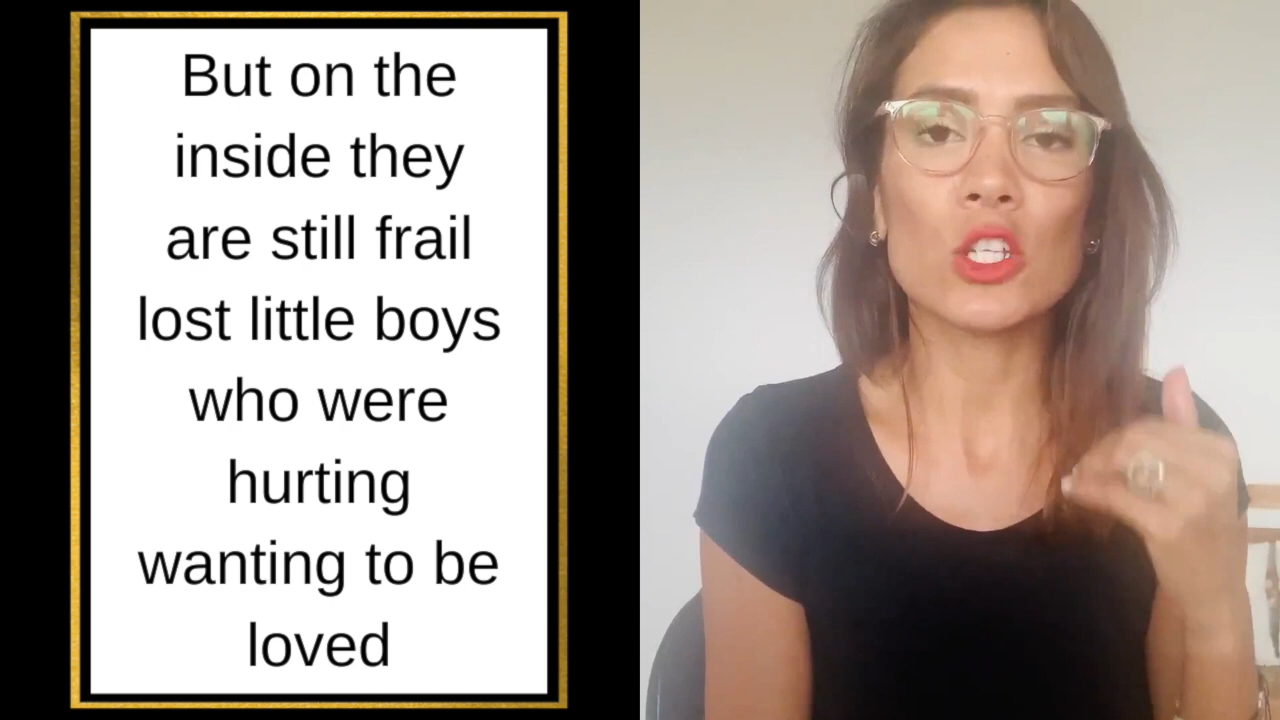 But on the
inside they
are still frail
lost little boys
who were
hurting
wanting to be
loved